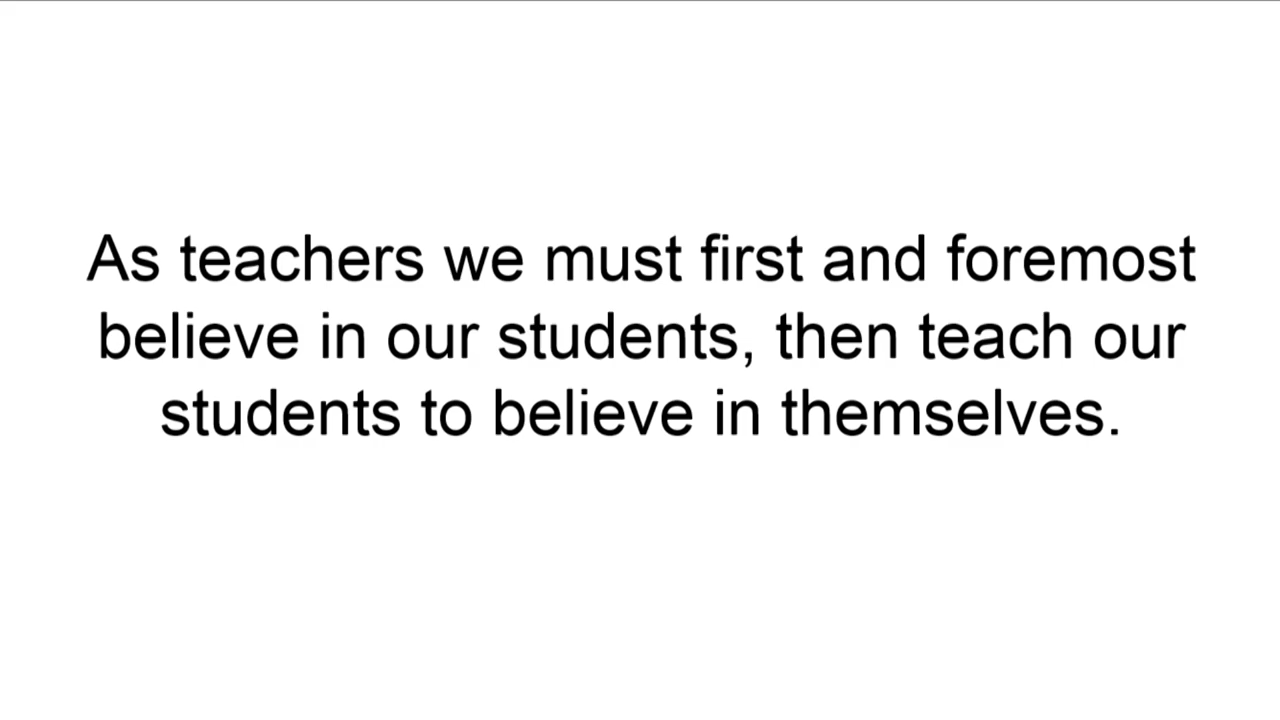 As teachers we must first and foremost
believe in our students, then teach our
students to believe in themselves.